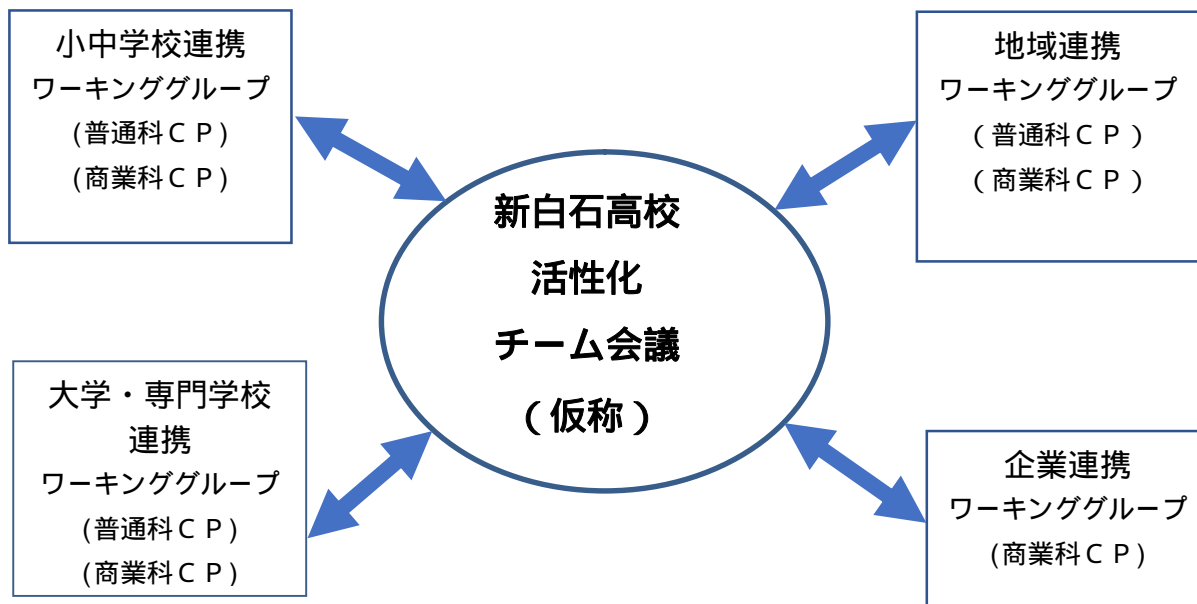 小中学校連携
ワーキンググループ
(普通科ＣＰ)
(商業科ＣＰ)
地域連携
ワーキンググループ
（普通科ＣＰ）
（商業科ＣＰ）
新白石高校
活性化
チーム会議
（仮称）
大学・専門学校
連携
ワーキンググループ
(普通科ＣＰ)
(商業科ＣＰ)
企業連携
ワーキンググループ
(商業科ＣＰ)